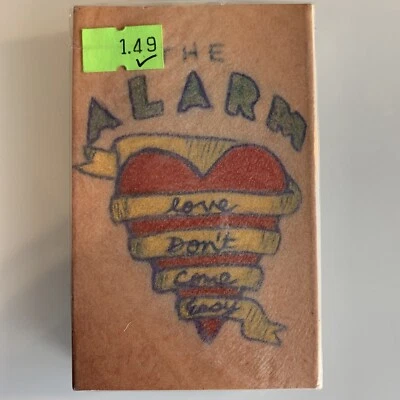 1.49
THE
ALARM
love
Don't
Come
Easy